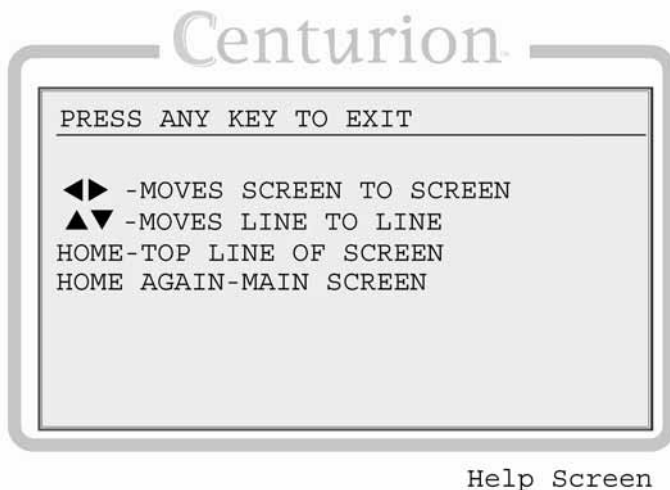 Centurion
PRESS ANY KEY TO EXIT
◀▶ -MOVES SCREEN TO SCREEN
▲▼ -MOVES LINE TO LINE
HOME-TOP LINE OF SCREEN
HOME AGAIN-MAIN SCREEN
Help Screen